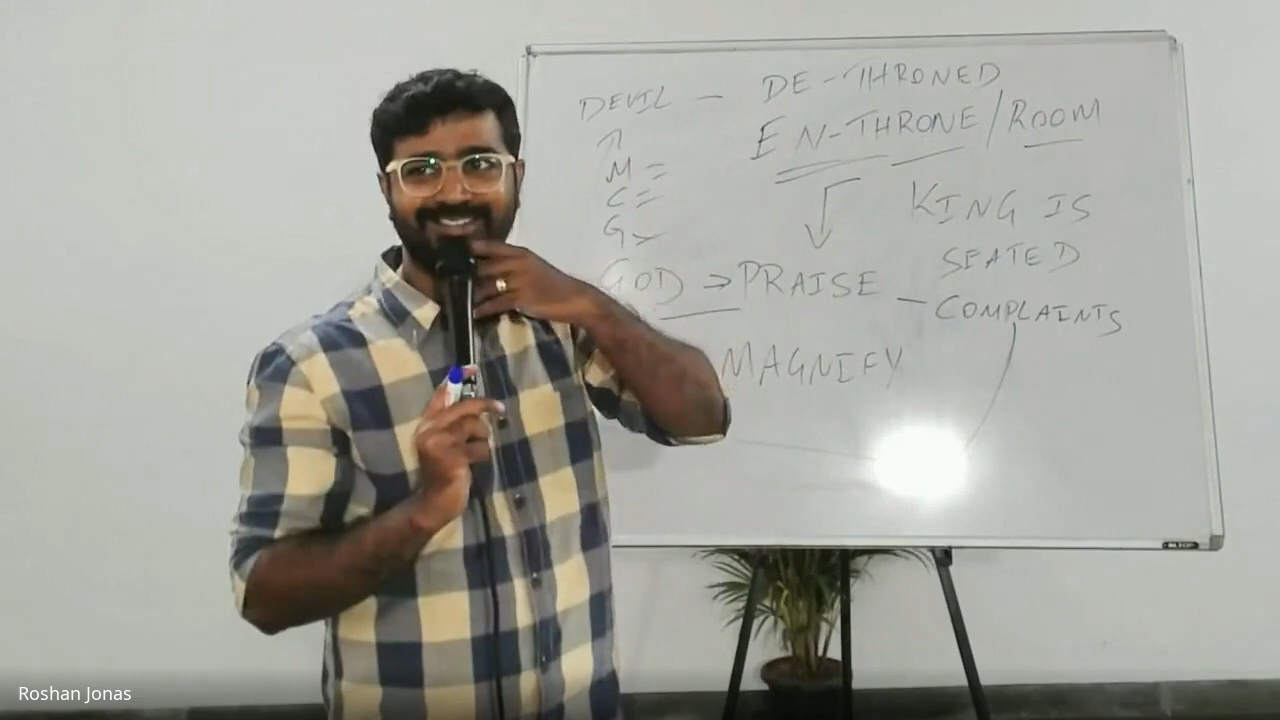 DEVIL — DE-THRONED
EN-THRONE/ROOM
M =
C =
G
KING IS
SEATED
GOD → PRAISE — COMPLAINTS
MAGNIFY
Roshan Jonas